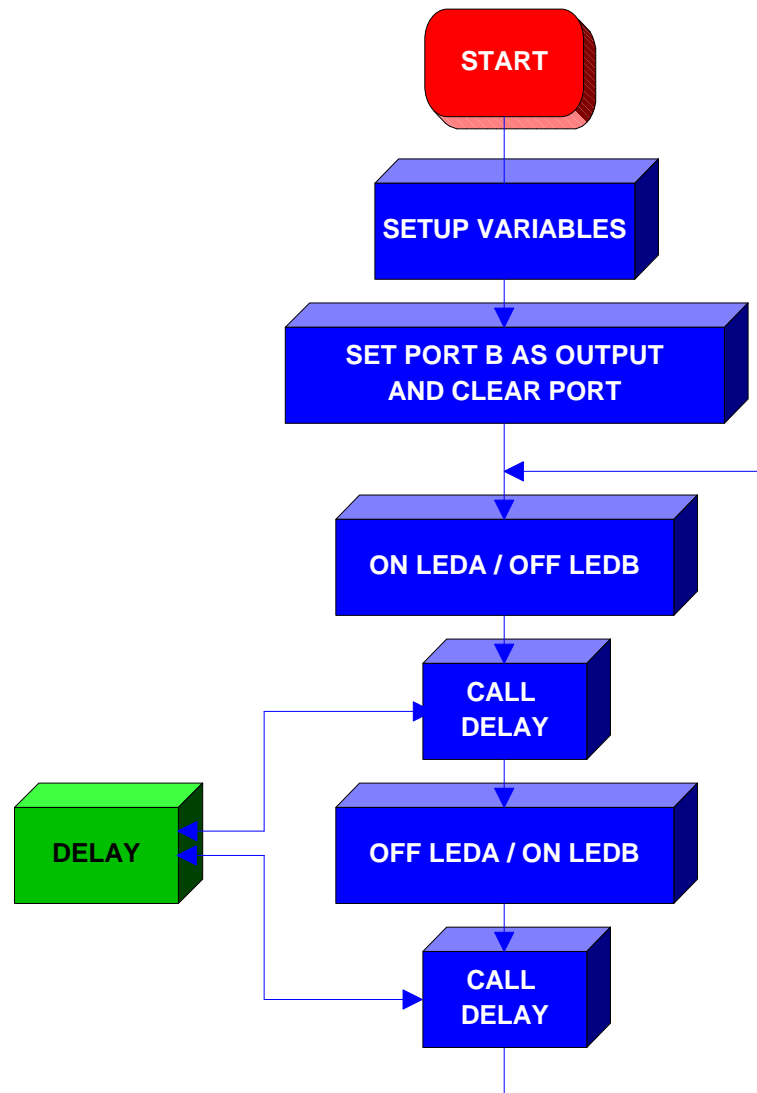 START
SETUP VARIABLES
SET PORT B AS OUTPUT
AND CLEAR PORT
ON LEDA / OFF LEDB
CALL
DELAY
DELAY
OFF LEDA / ON LEDB
CALL
DELAY